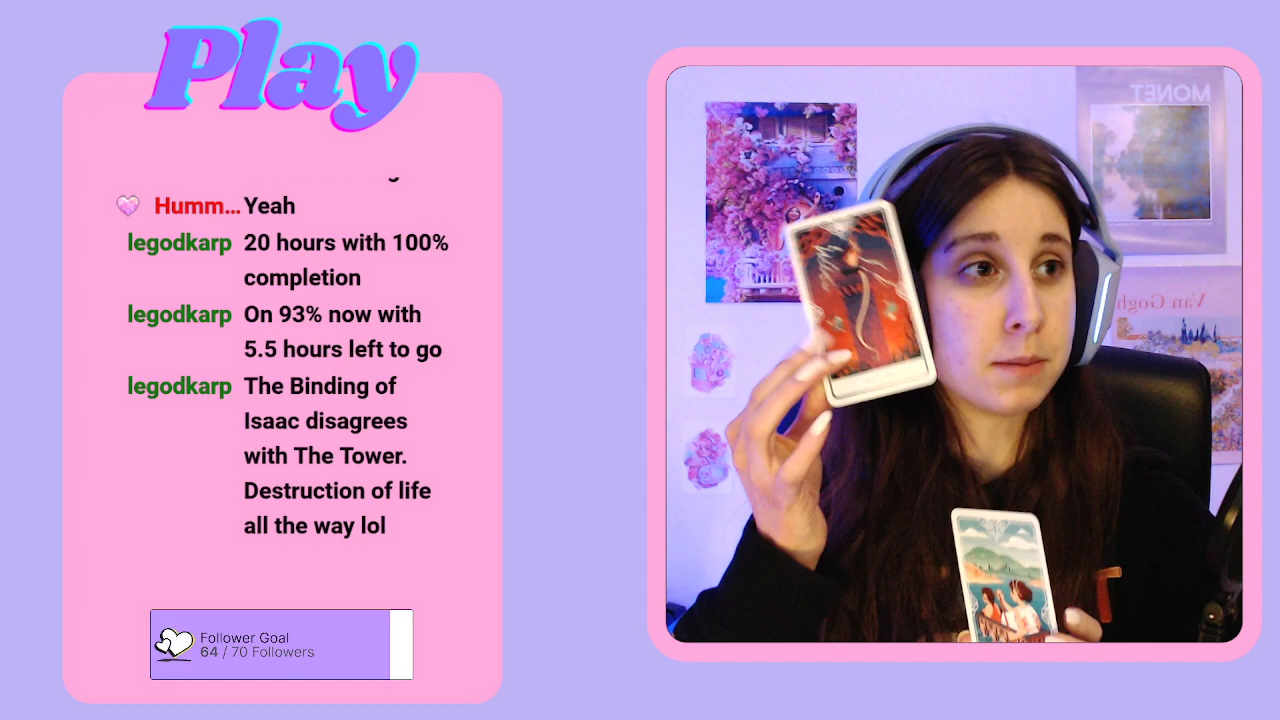 Play
Humm... Yeah
legodkarp 20 hours with 100%
completion
legodkarp On 93% now with
5.5 hours left to go
legodkarp The Binding of
Isaac disagrees
with The Tower.
Destruction of life
all the way lol
Follower Goal
64 / 70 Followers
MONET
Van Gogh